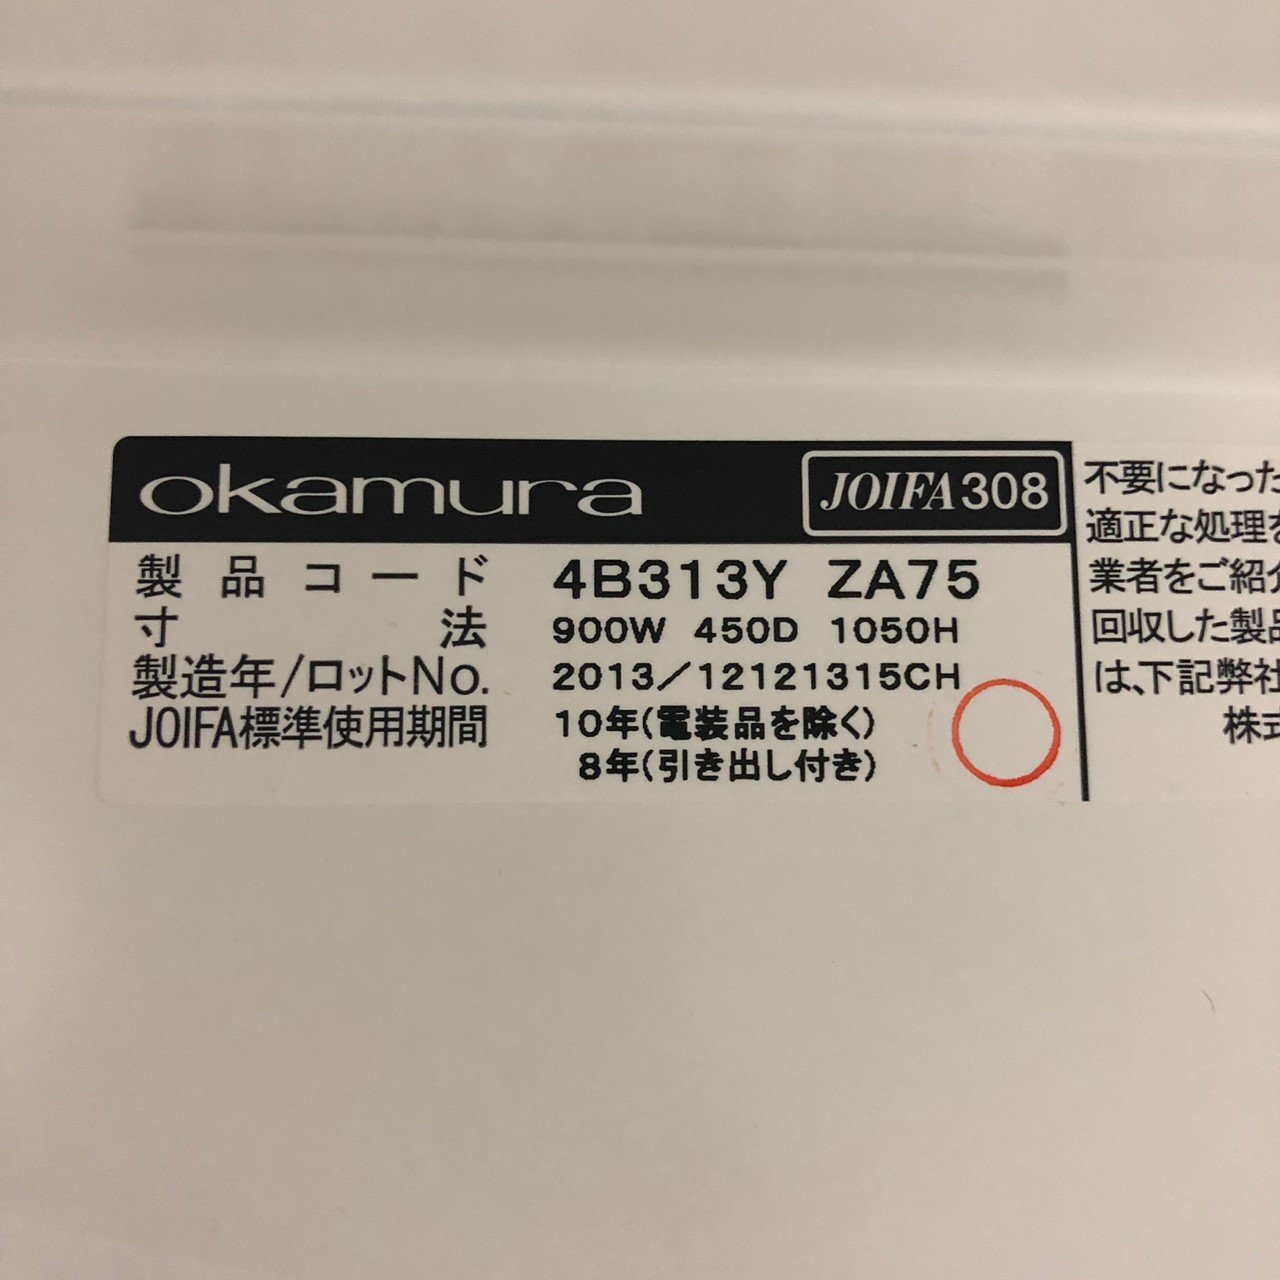 okamura
JOIFA308
製品コード 4B313Y ZA75
寸法 900W 450D 1050H
製造年/ロットNo. 2013/12121315CH
JOIFA標準使用期間 10年(電装品を除く)
8年(引き出し付き)
不要になった
適正な処理を
業者をご紹介
回収した製品
は、下記弊社
株式